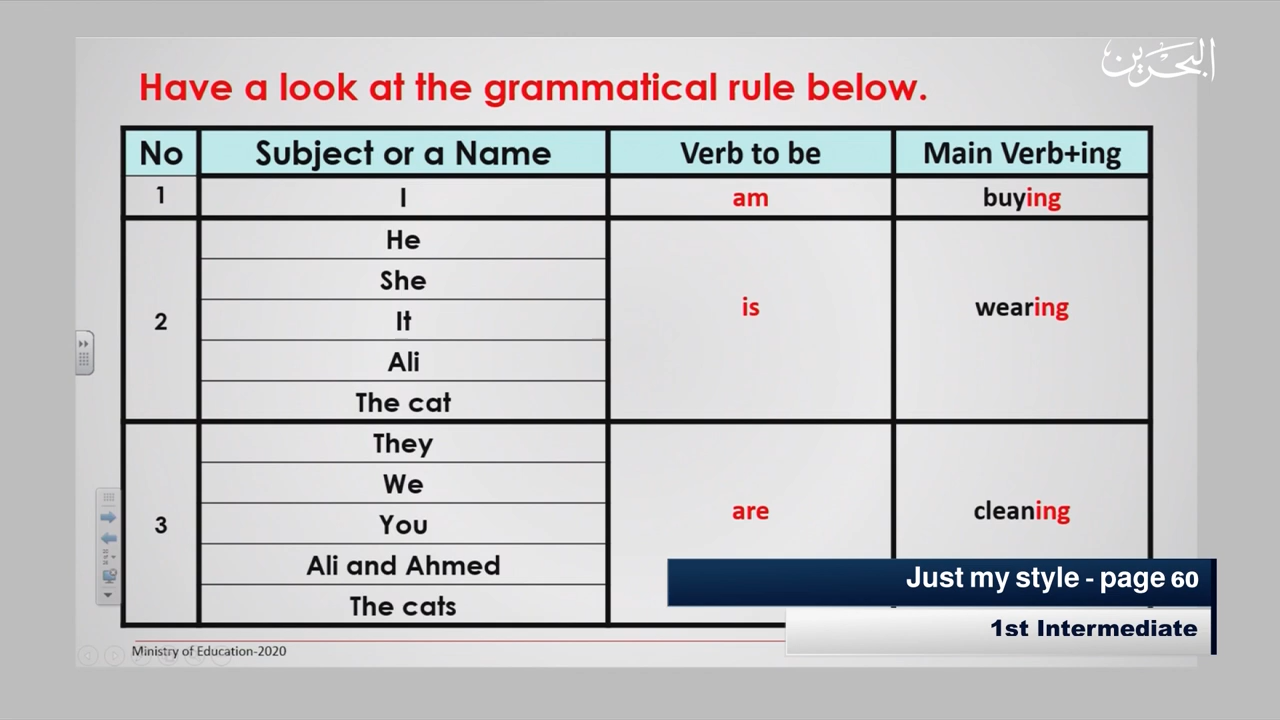 البحرين
Have a look at the grammatical rule below.
No Subject or a Name Verb to be Main Verb+ing
1 I am buying
He
She
2 It is wearing
Ali
The cat
They
We
3 You are cleaning
Ali and Ahmed
The cats
Just my style - page 60
1st Intermediate
Ministry of Education-2020